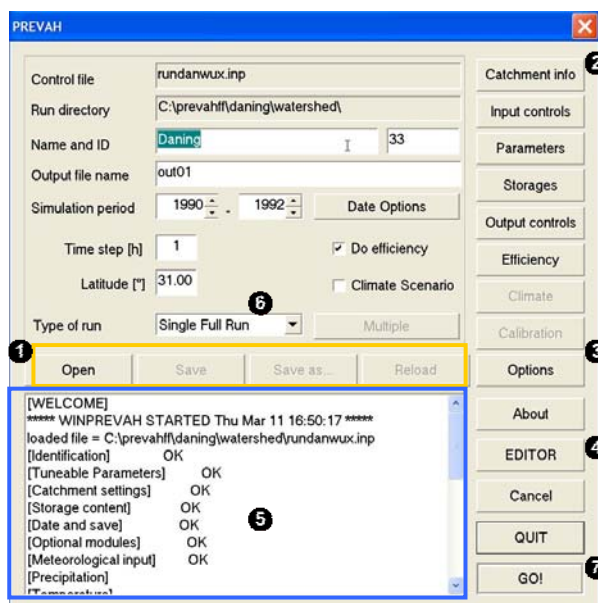 PREVAH
Control file rundanwux.inp
Run directory C:\prevahff\daning\watershed\
Name and ID Daning 33
Output file name out01
Simulation period 1990 - 1992 Date Options
Time step [h] 1 Do efficiency
Latitude [°] 31.00 Climate Scenario
6
Type of run Single Full Run Multiple
1
Open Save Save as... Reload
[WELCOME]
***** WINPREVAH STARTED Thu Mar 11 16:50:17 *****
loaded file = C:\prevahff\daning\watershed\rundanwux.inp
[Identification] OK
[Tuneable Parameters] OK
[Catchment settings] OK
[Storage content] OK
[Date and save] OK
5
[Optional modules] OK
[Meteorological input] OK
[Precipitation]
[Temperature]
2
Catchment info
Input controls
Parameters
Storages
Output controls
Efficiency
Climate
Calibration
3
Options
About
EDITOR
4
Cancel
QUIT
7
GO!